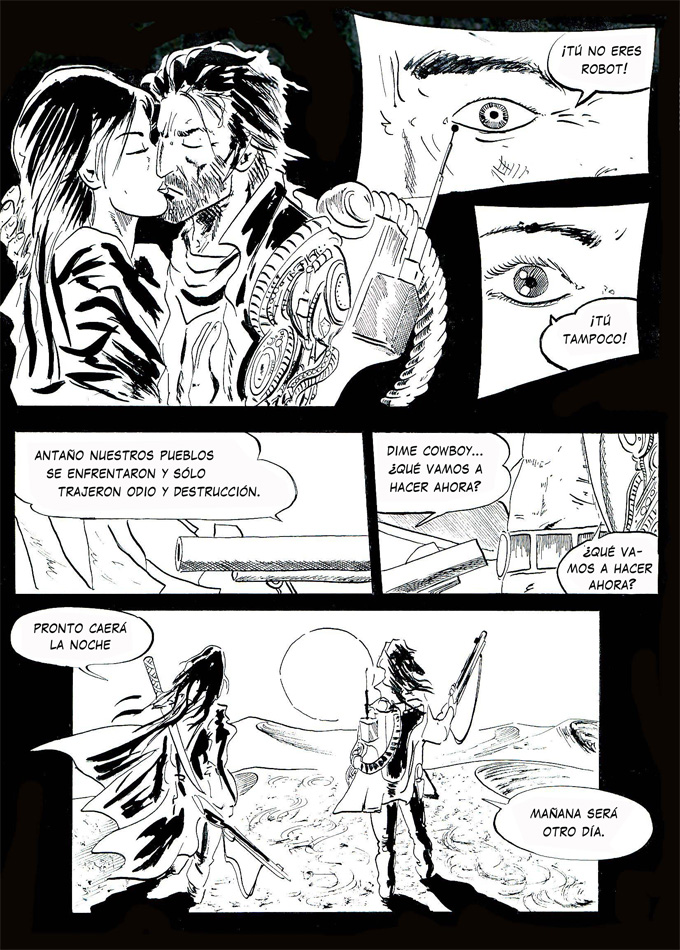 ¡TÚ NO ERES
ROBOT!
¡TÚ
TAMPOCO!
ANTAÑO NUESTROS PUEBLOS
SE ENFRENTARON Y SÓLO
TRAJERON ODIO Y DESTRUCCIÓN.
DIME COWBOY...
¿QUÉ VAMOS A
HACER AHORA?
¿QUÉ VA-
MOS A HACER
AHORA?
PRONTO CAERÁ
LA NOCHE
MAÑANA SERÁ
OTRO DÍA.